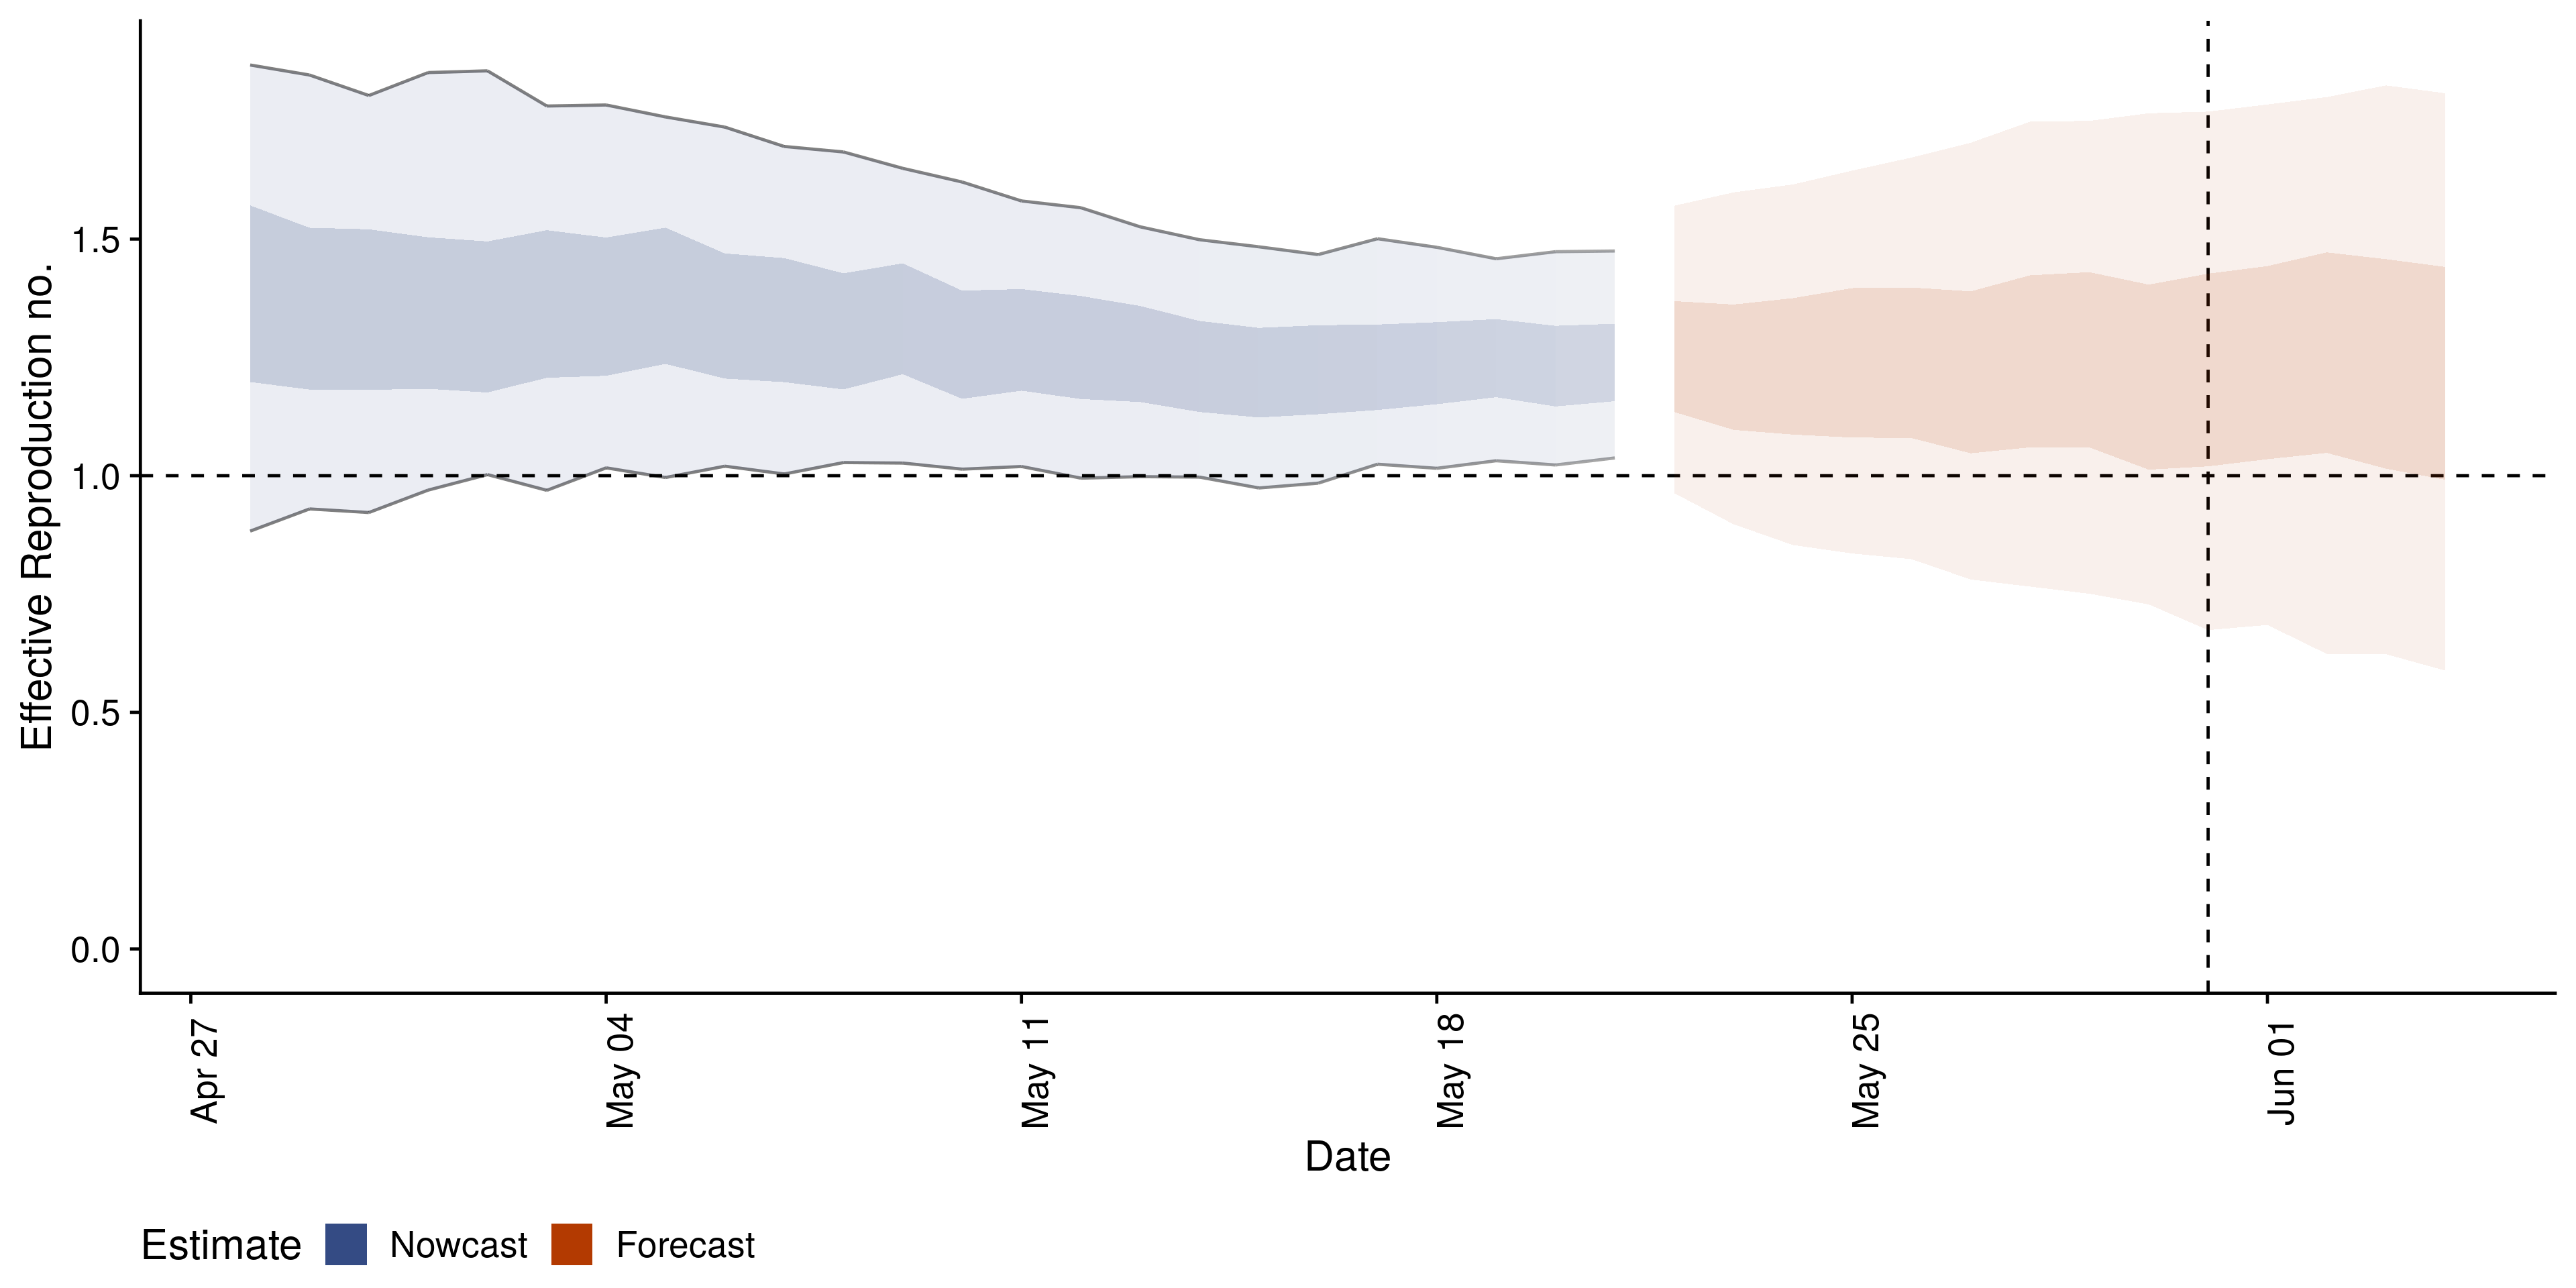 Effective Reproduction no.
1.5
1.0
0.5
0.0
Apr 27
May 04
May 11
May 18
May 25
Jun 01
Date
Estimate Nowcast Forecast